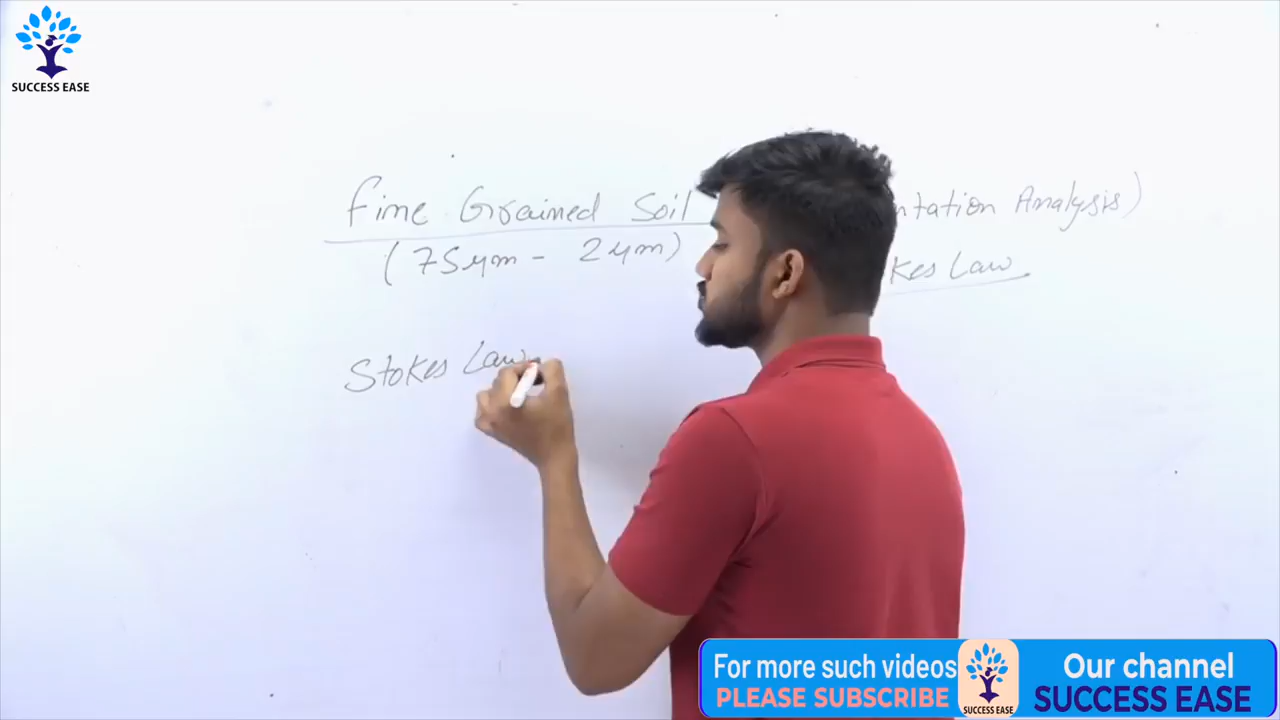 SUCCESS EASE
Fine Grained Soil ntation Analysis)
(75μm - 2μm) kes Law
Stokes Law
For more such videos
PLEASE SUBSCRIBE
SUCCESS EASE
Our channel
SUCCESS EASE